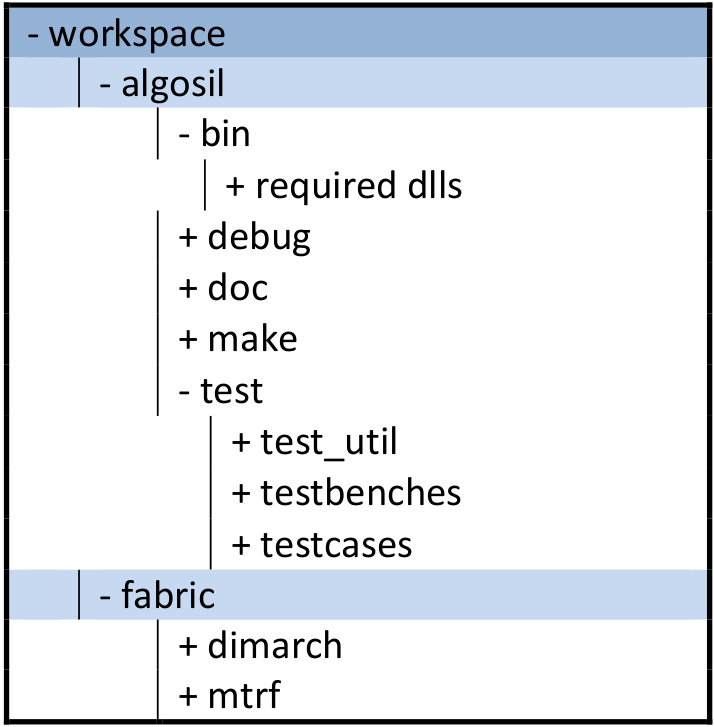 - workspace
- algosil
- bin
+ required dlls
+ debug
+ doc
+ make
- test
+ test_util
+ testbenches
+ testcases
- fabric
+ dimarch
+ mtrf